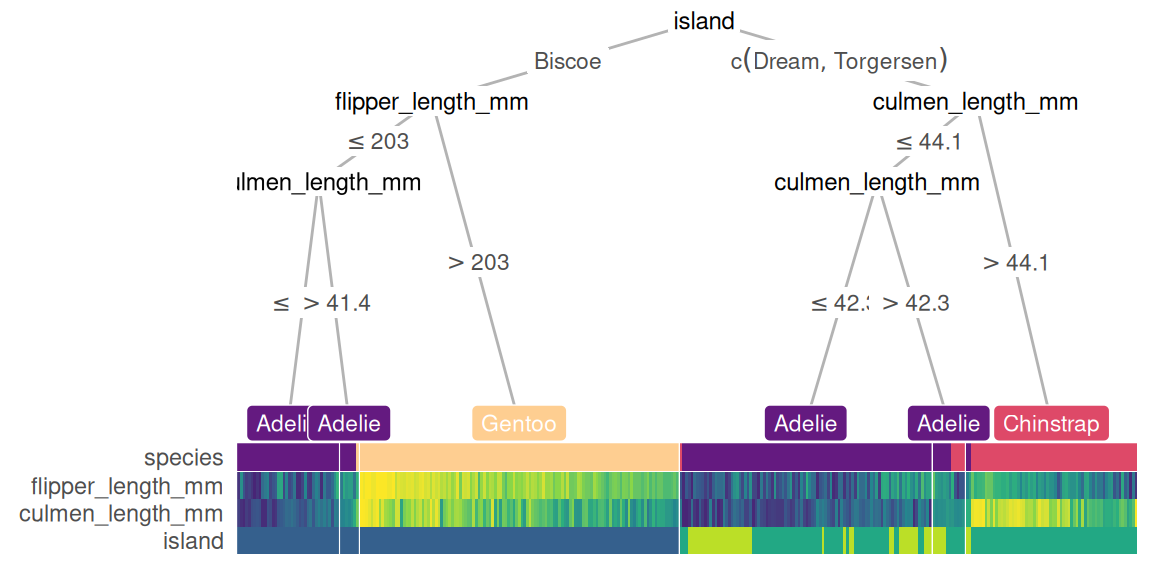 island
Biscoe
c(Dream, Torgersen)
flipper_length_mm
culmen_length_mm
≤ 203
≤ 44.1
ulmen_length_mm
culmen_length_mm
> 203
> 44.1
≤
> 41.4
≤ 42.
> 42.3
Adeli
Adelie
Gentoo
Adelie
Adelie
Chinstrap
species
flipper_length_mm
culmen_length_mm
island